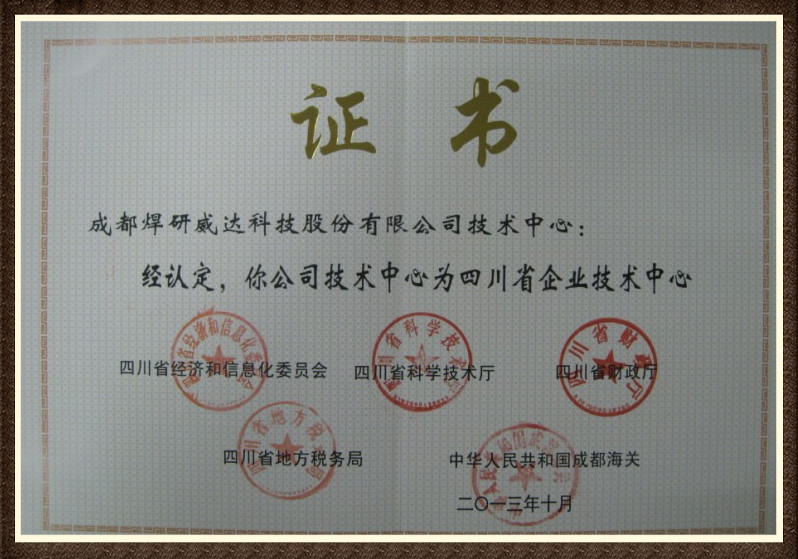 证书
成都焊研威达科技股份有限公司技术中心：
经认定，你公司技术中心为四川省企业技术中心
四川省经济和信息化委员会
四川省科学技术厅
四川省财政厅
四川省地方税务局
中华人民共和国成都海关
二〇一三年十月